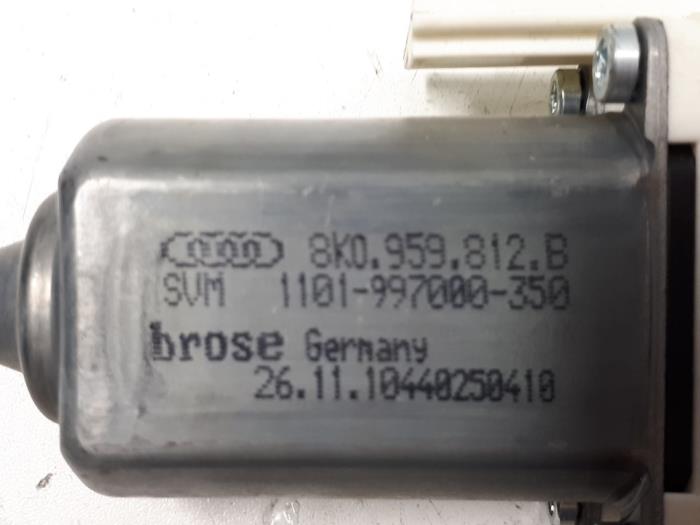 8K0.959.812.B
SVM 1101-997000-350
brose Germany
26.11.10440250410